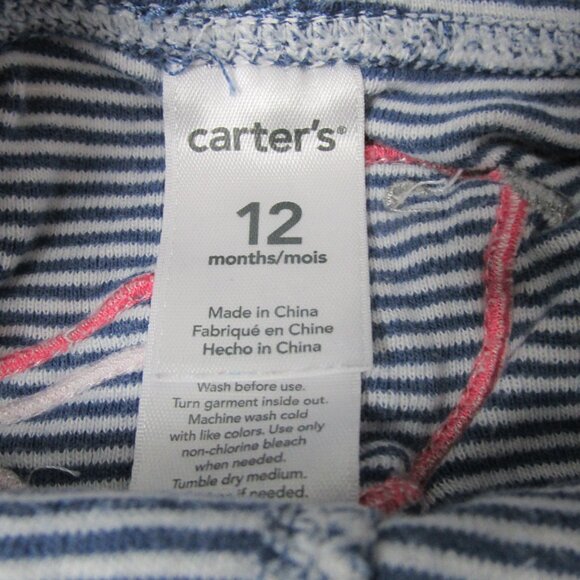 carter's®
12
months/mois
Made in China
Fabriqué en Chine
Hecho in China
Wash before use.
Turn garment inside out.
Machine wash cold
with like colors. Use only
non-chlorine bleach
when needed.
Tumble dry medium.
if needed.